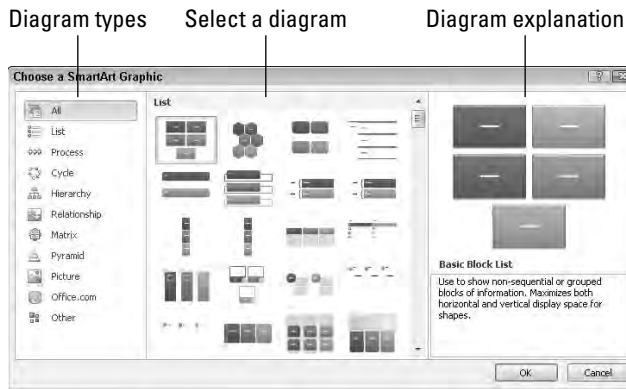 Diagram types Select a diagram Diagram explanation
Choose a SmartArt Graphic
All
List
Process
Cycle
Hierarchy
Relationship
Matrix
Pyramid
Picture
Office.com
Other
List
Basic Block List
Use to show non-sequential or grouped
blocks of information. Maximizes both
horizontal and vertical display space for
shapes.
OK Cancel